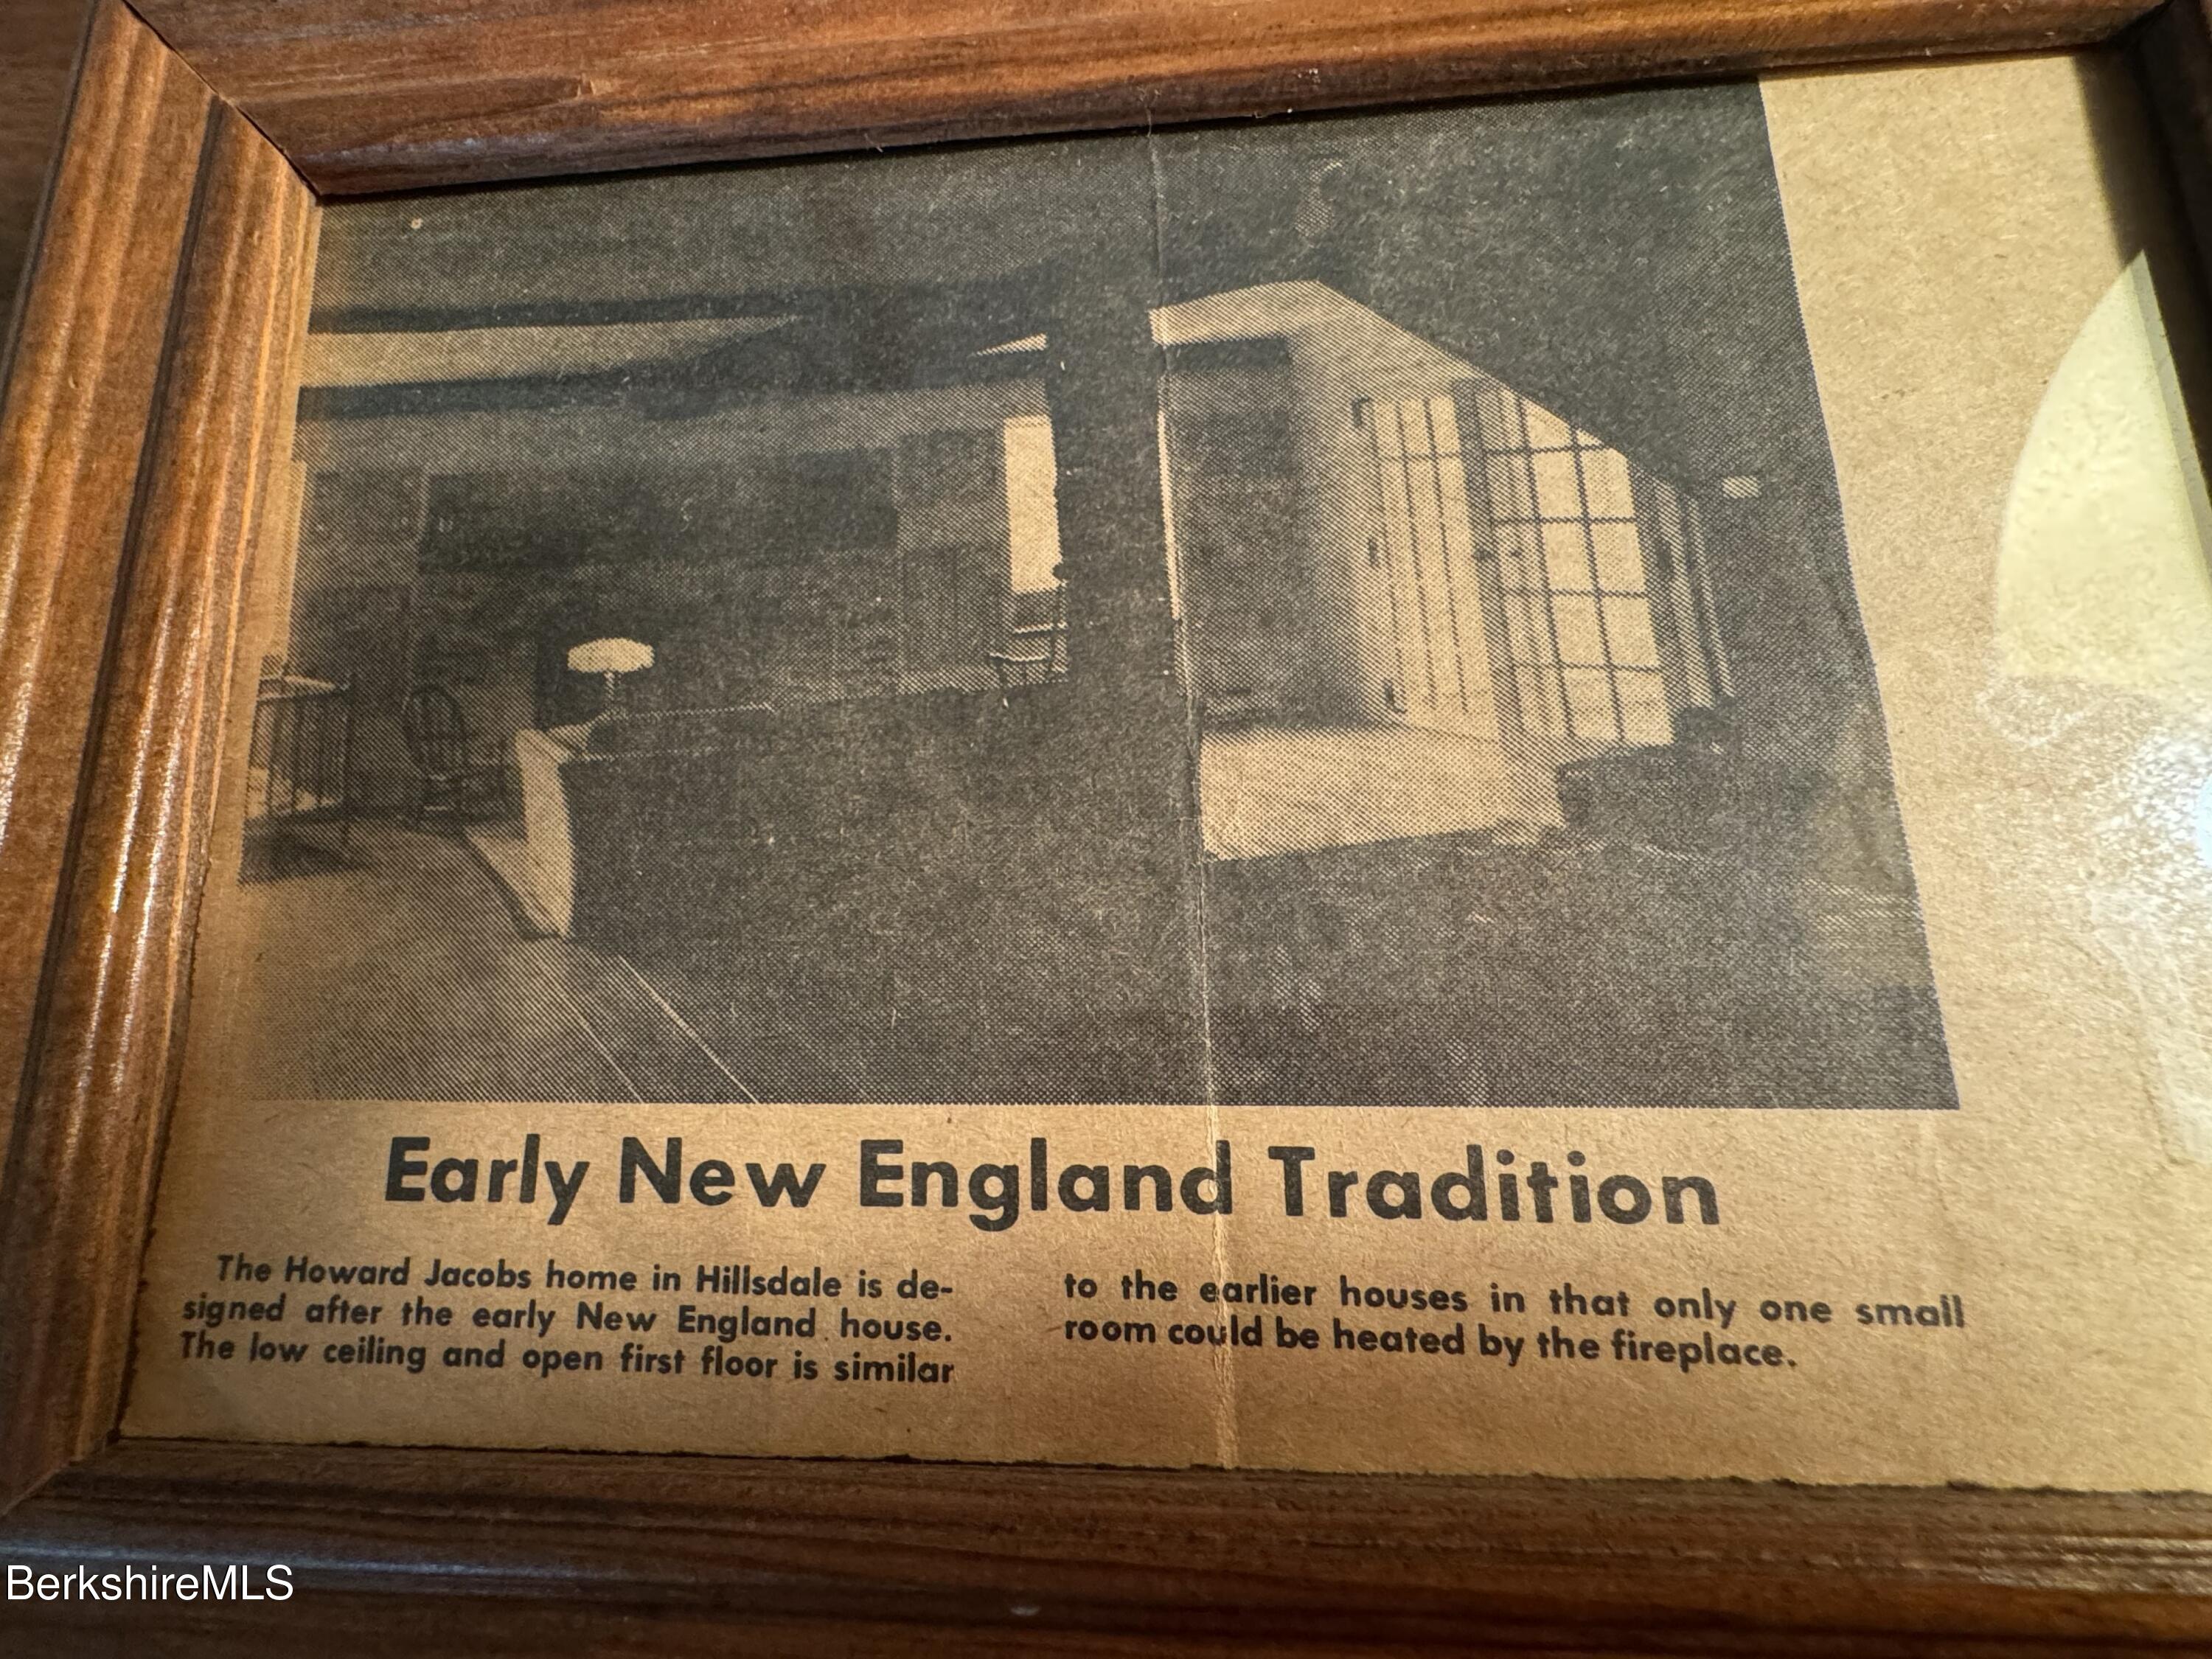 Early New England Tradition
The Howard Jacobs home in Hillsdale is de-
signed after the early New England house.
The low ceiling and open first floor is similar
to the earlier houses in that only one small
room could be heated by the fireplace.
BerkshireMLS